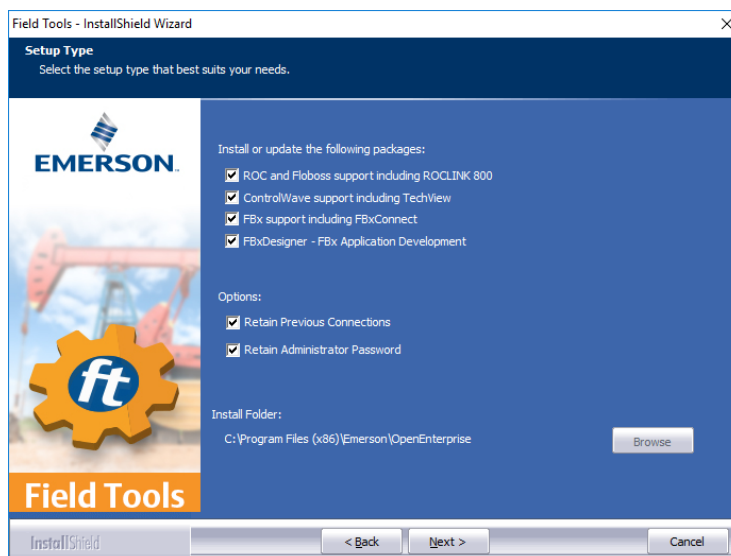 Field Tools - InstallShield Wizard
Setup Type
Select the setup type that best suits your needs.
EMERSON™
Install or update the following packages:
ROC and Floboss support including ROCLINK 800
ControlWave support including TechView
FBx support including FBxConnect
FBxDesigner - FBx Application Development
Options:
Retain Previous Connections
Retain Administrator Password
ft
Install Folder:
C:\Program Files (x86)\Emerson\OpenEnterprise
Browse
Field Tools
InstallShield
< Back
Next >
Cancel